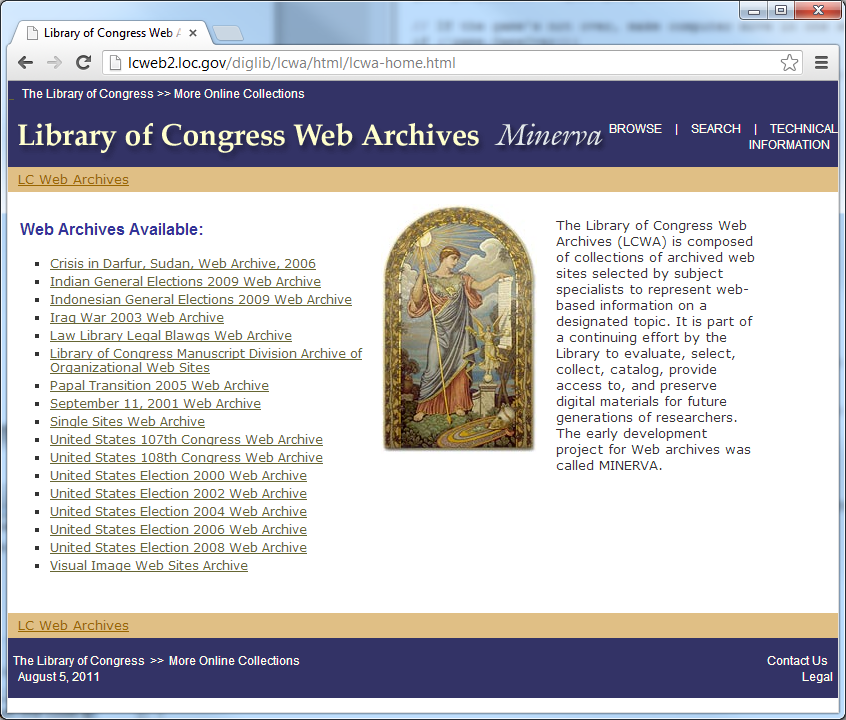 Library of Congress Web A
lcweb2.loc.gov/diglib/lcwa/html/lcwa-home.html
The Library of Congress >> More Online Collections
Library of Congress Web Archives Minerva
BROWSE | SEARCH | TECHNICAL
INFORMATION
LC Web Archives
Web Archives Available:
Crisis in Darfur, Sudan, Web Archive, 2006
Indian General Elections 2009 Web Archive
Indonesian General Elections 2009 Web Archive
Iraq War 2003 Web Archive
Law Library Legal Blawgs Web Archive
Library of Congress Manuscript Division Archive of
Organizational Web Sites
Papal Transition 2005 Web Archive
September 11, 2001 Web Archive
Single Sites Web Archive
United States 107th Congress Web Archive
United States 108th Congress Web Archive
United States Election 2000 Web Archive
United States Election 2002 Web Archive
United States Election 2004 Web Archive
United States Election 2006 Web Archive
United States Election 2008 Web Archive
Visual Image Web Sites Archive
The Library of Congress Web
Archives (LCWA) is composed
of collections of archived web
sites selected by subject
specialists to represent web-
based information on a
designated topic. It is part of
a continuing effort by the
Library to evaluate, select,
collect, catalog, provide
access to, and preserve
digital materials for future
generations of researchers.
The early development
project for Web archives was
called MINERVA.
LC Web Archives
The Library of Congress >> More Online Collections
August 5, 2011
Contact Us
Legal